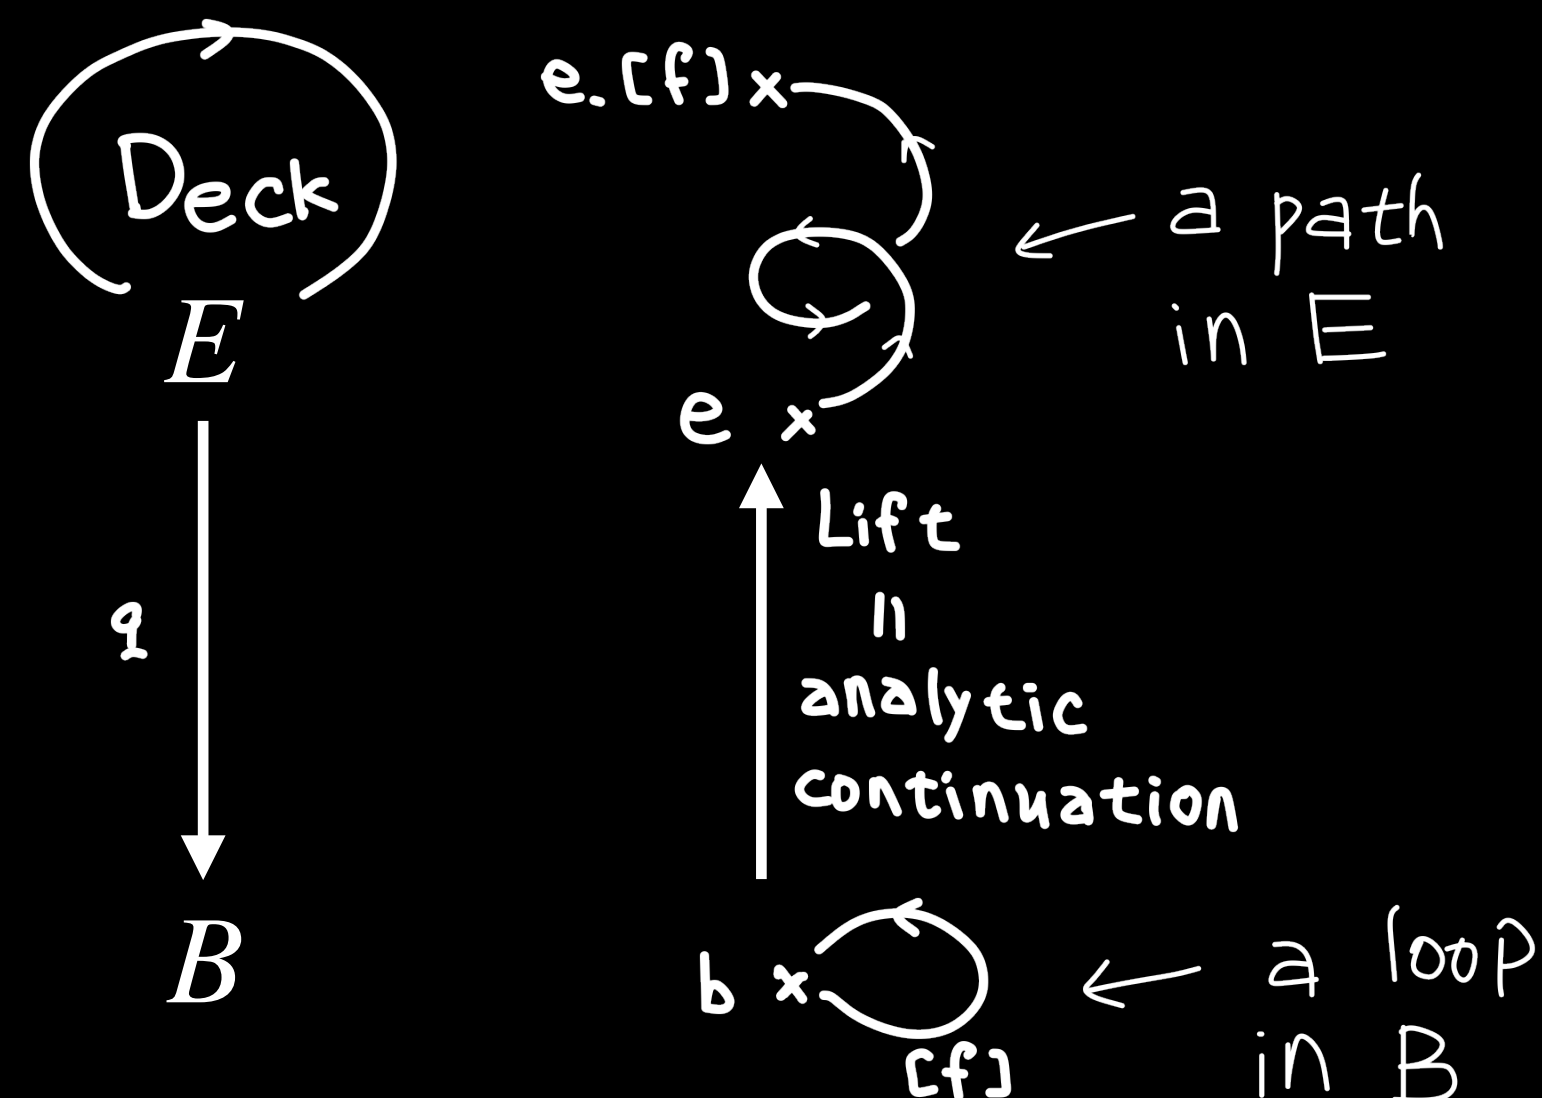 Deck
E
q
B
e.[f] x
a path
in E
e x
Lift
=
analytic
continuation
b x
[f]
a loop
in B